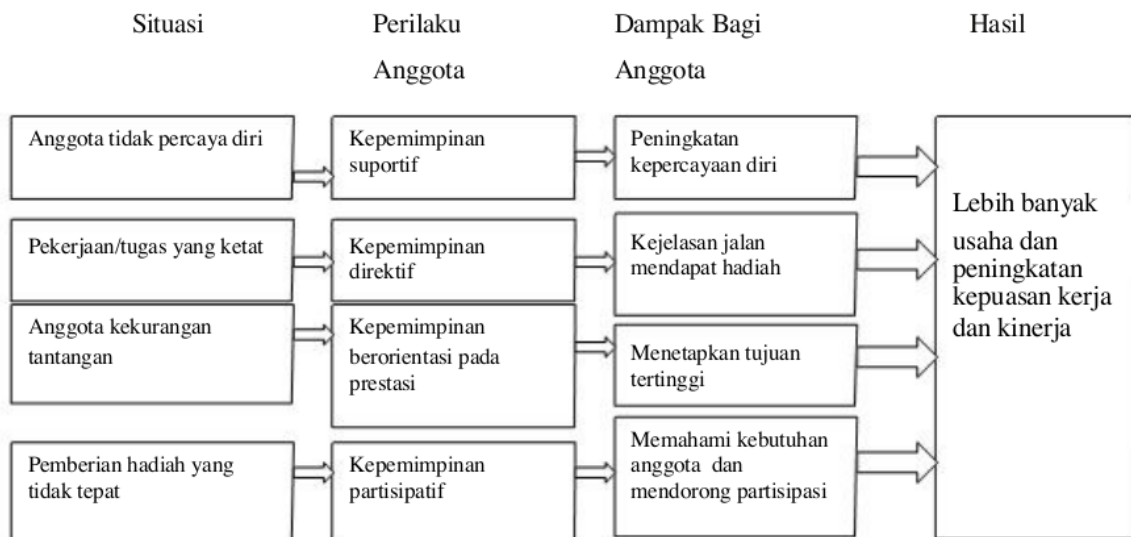 Situasi
Perilaku
Anggota
Dampak Bagi
Anggota
Hasil
Anggota tidak percaya diri
Kepemimpinan
suportif
Peningkatan
kepercayaan diri
Pekerjaan/tugas yang ketat
Kepemimpinan
direktif
Kejelasan jalan
mendapat hadiah
Anggota kekurangan
tantangan
Kepemimpinan
berorientasi pada
prestasi
Menetapkan tujuan
tertinggi
Pemberian hadiah yang
tidak tepat
Kepemimpinan
partisipatif
Memahami kebutuhan
anggota dan
mendorong partisipasi
Lebih banyak
usaha dan
peningkatan
kepuasan kerja
dan kinerja